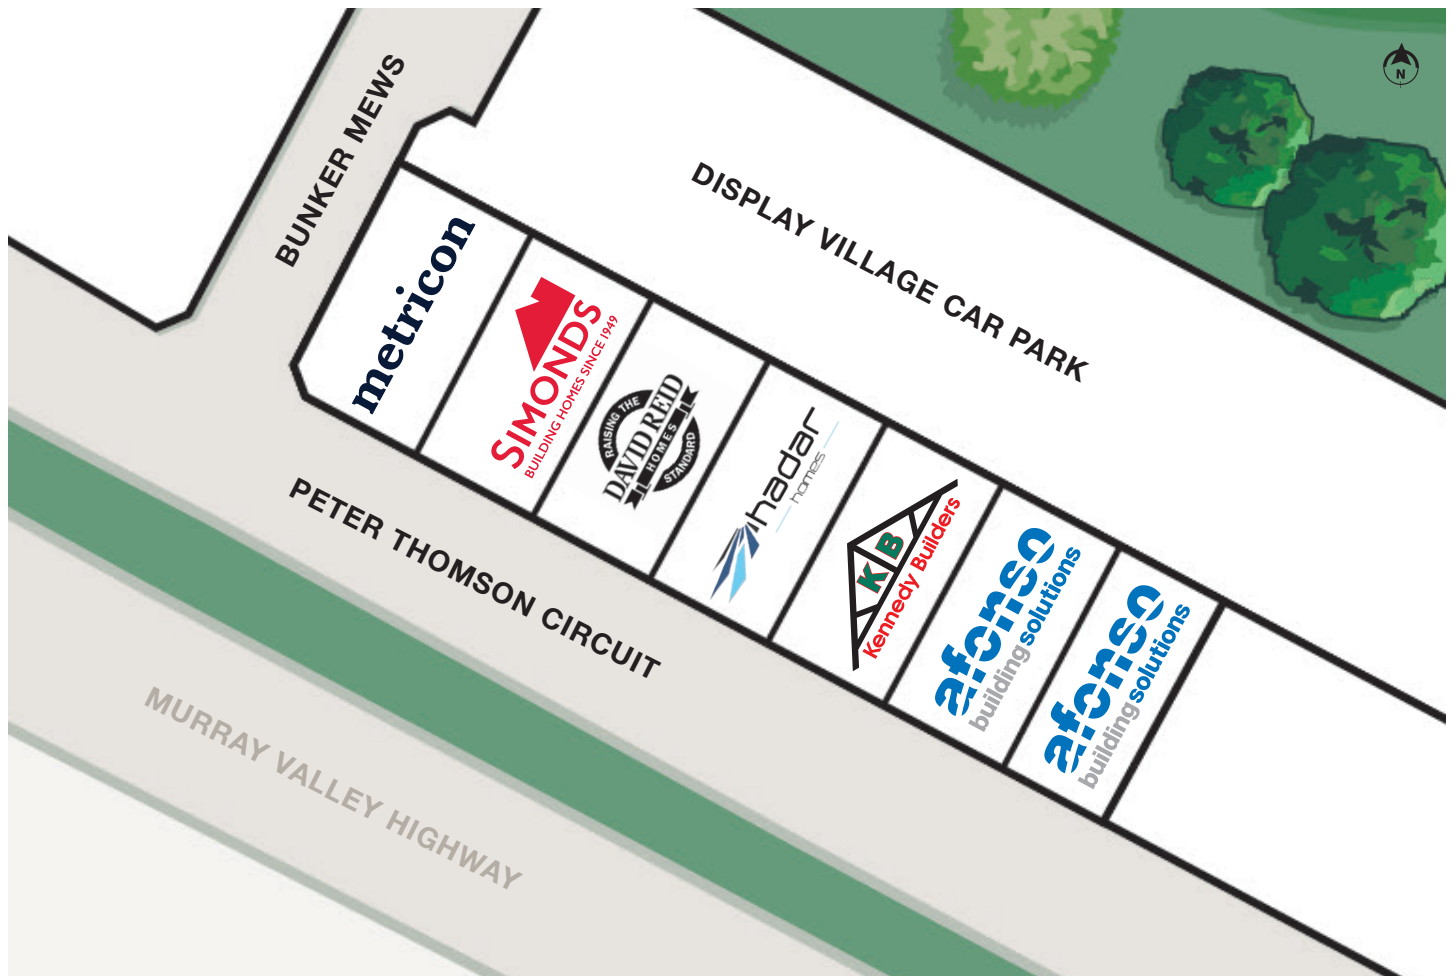 N
BUNKER MEWS
DISPLAY VILLAGE CAR PARK
metricon
SIMONDS
BUILDING HOMES SINCE 1949
RAISING THE
DAVID REID
HOMES
STANDARD
hadar
homes
KB
Kennedy Builders
afonso
building solutions
afonso
building solutions
PETER THOMSON CIRCUIT
MURRAY VALLEY HIGHWAY